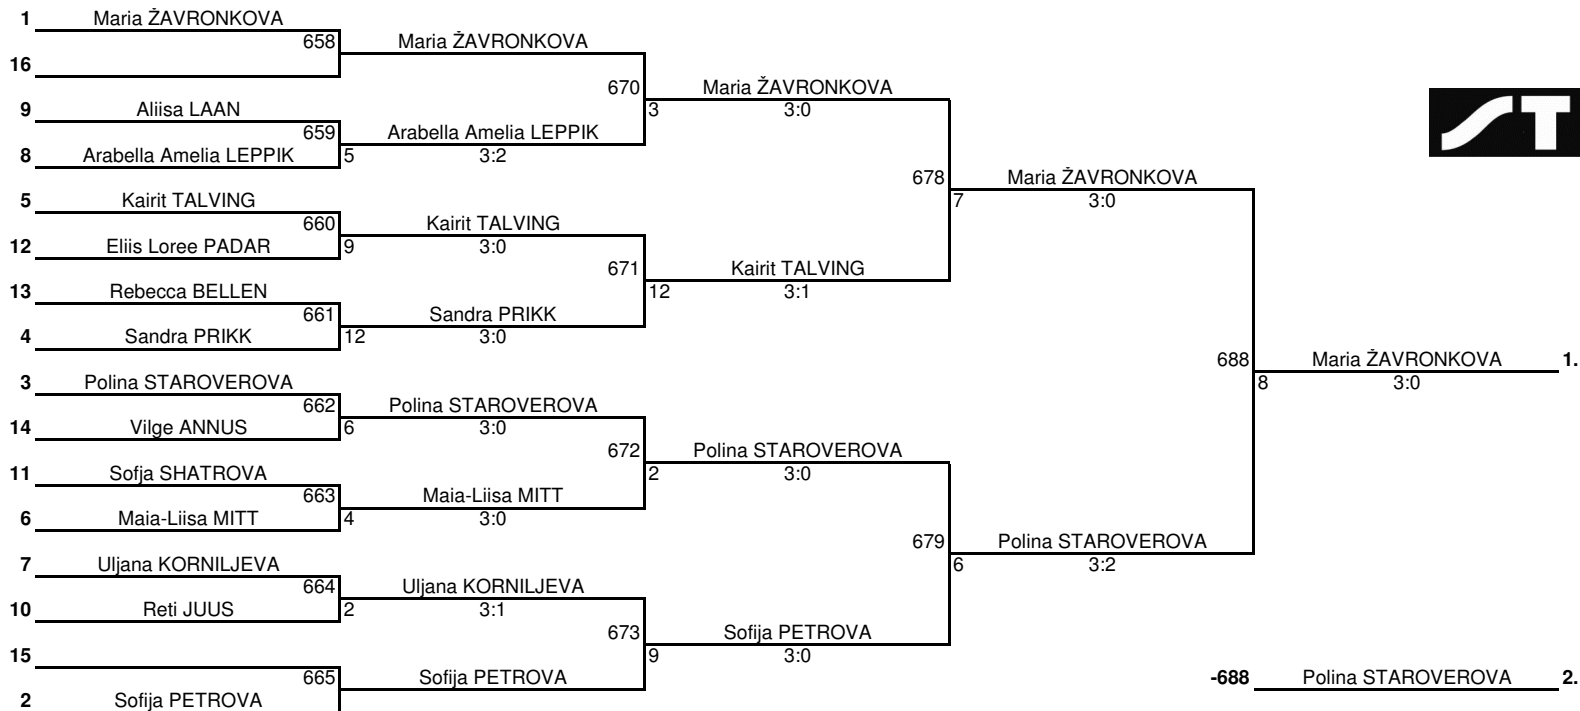 1 Maria ŽAVRONKOVA
658 Maria ŽAVRONKOVA
16
670 Maria ŽAVRONKOVA
9 Aliisa LAAN
3 3:0
659 Arabella Amelia LEPPIK
8 Arabella Amelia LEPPIK 5 3:2
ST
678 Maria ŽAVRONKOVA
5 Kairit TALVING
7 3:0
660 Kairit TALVING
12 Eliis Loree PADAR 9 3:0
671 Kairit TALVING
13 Rebecca BELLEN
12 3:1
661 Sandra PRIKK
4 Sandra PRIKK 12 3:0
688 Maria ŽAVRONKOVA 1.
3 Polina STAROVEROVA
8 3:0
662 Polina STAROVEROVA
14 Vilge ANNUS 6 3:0
672 Polina STAROVEROVA
11 Sofja SHATROVA
2 3:0
663 Maia-Liisa MITT
6 Maia-Liisa MITT 4 3:0
679 Polina STAROVEROVA
7 Uljana KORNILJEVA
6 3:2
664 Uljana KORNILJEVA
10 Reti JUUS 2 3:1
673 Sofija PETROVA
15
9 3:0
665 Sofija PETROVA
-688 Polina STAROVEROVA 2.
2 Sofija PETROVA